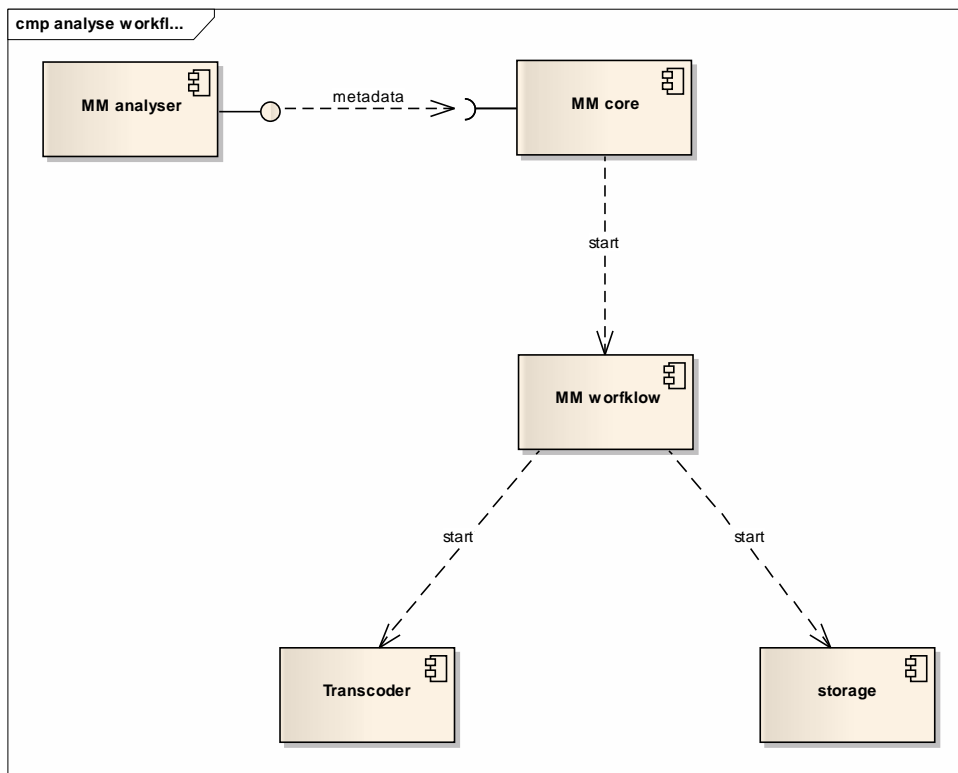 cmp analyse workfl...
MM analyser
metadata
MM core
start
MM worfklow
start
start
Transcoder
storage